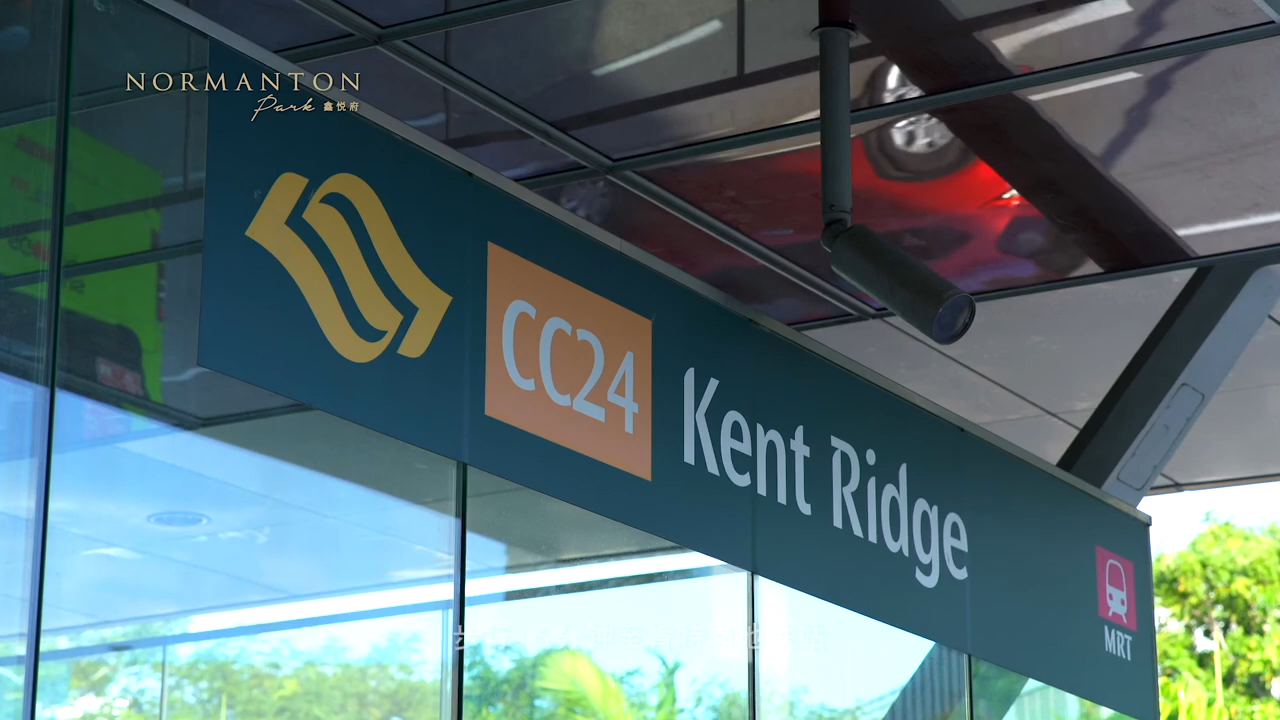 NORMANTON
Park 鑫悦府
CC24
Kent Ridge
MRT